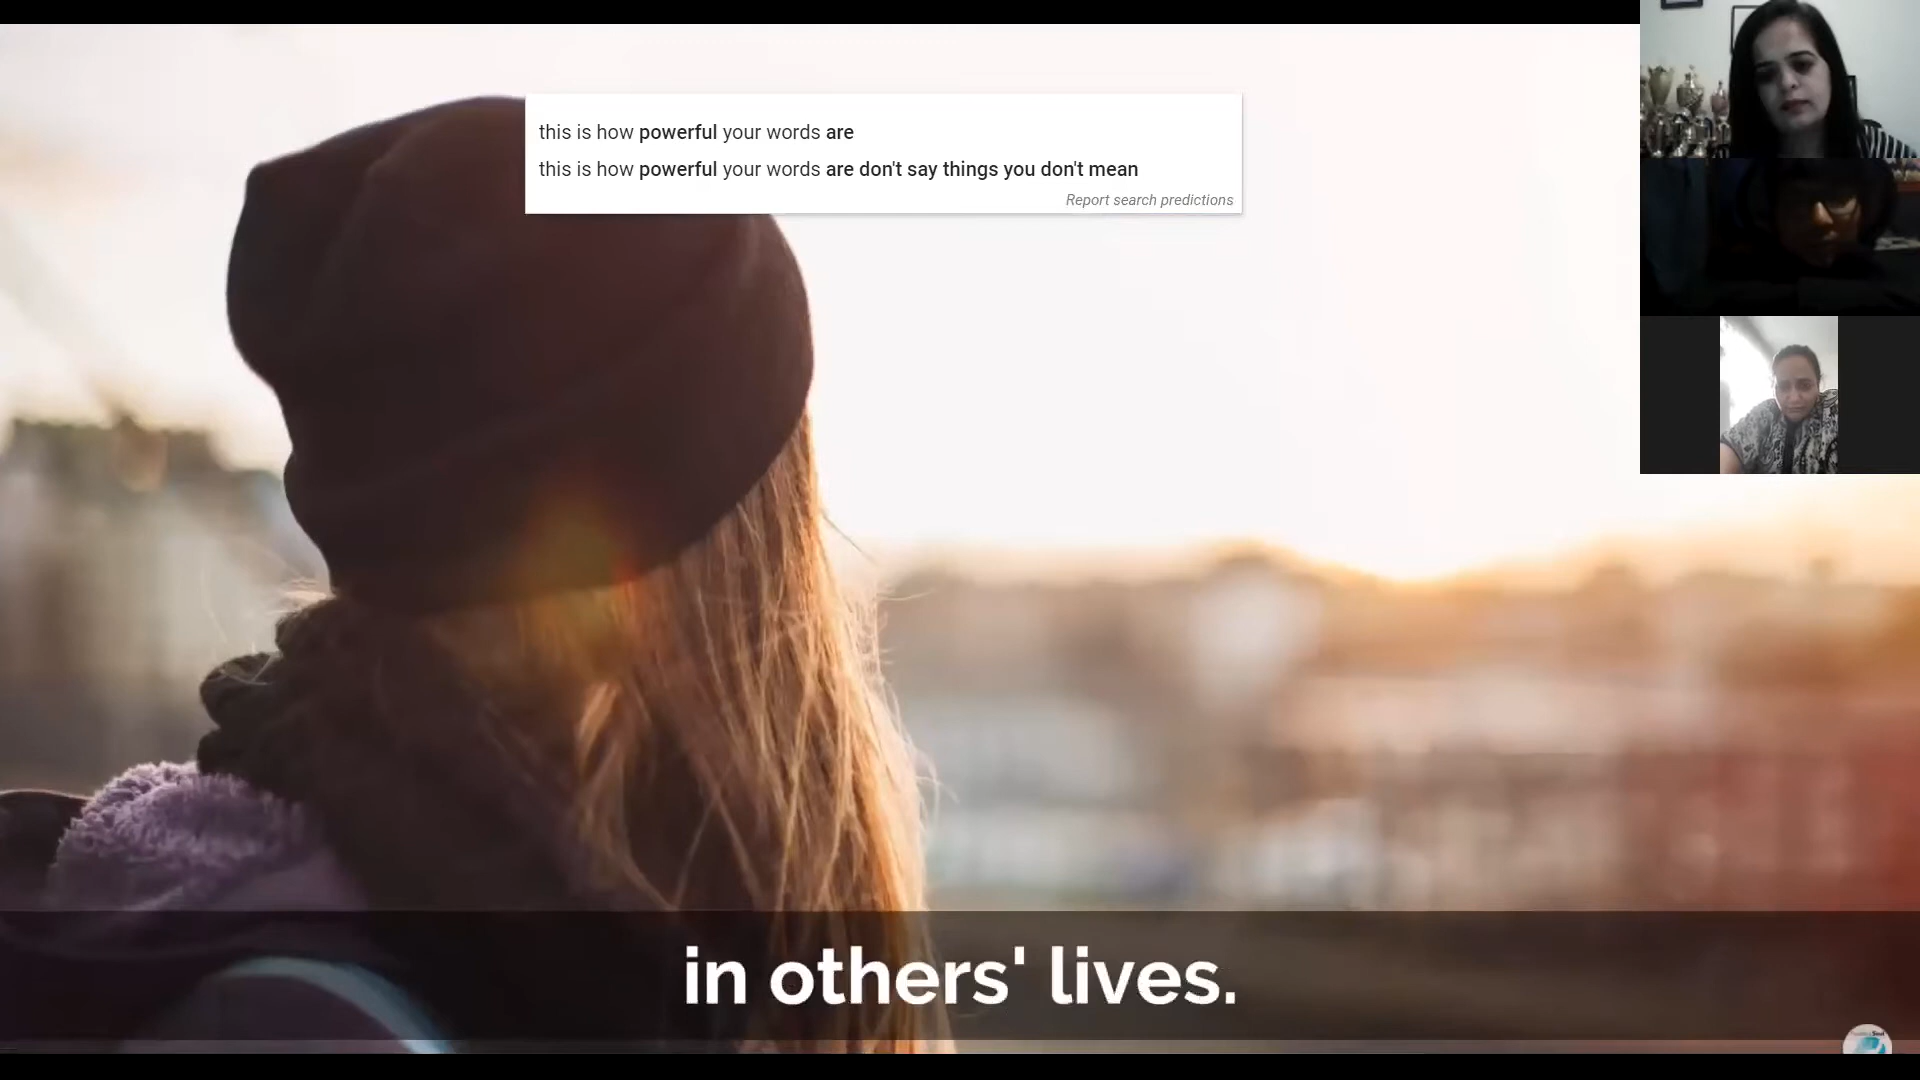 this is how powerful your words are
this is how powerful your words are don't say things you don't mean
Report search predictions
in others' lives.